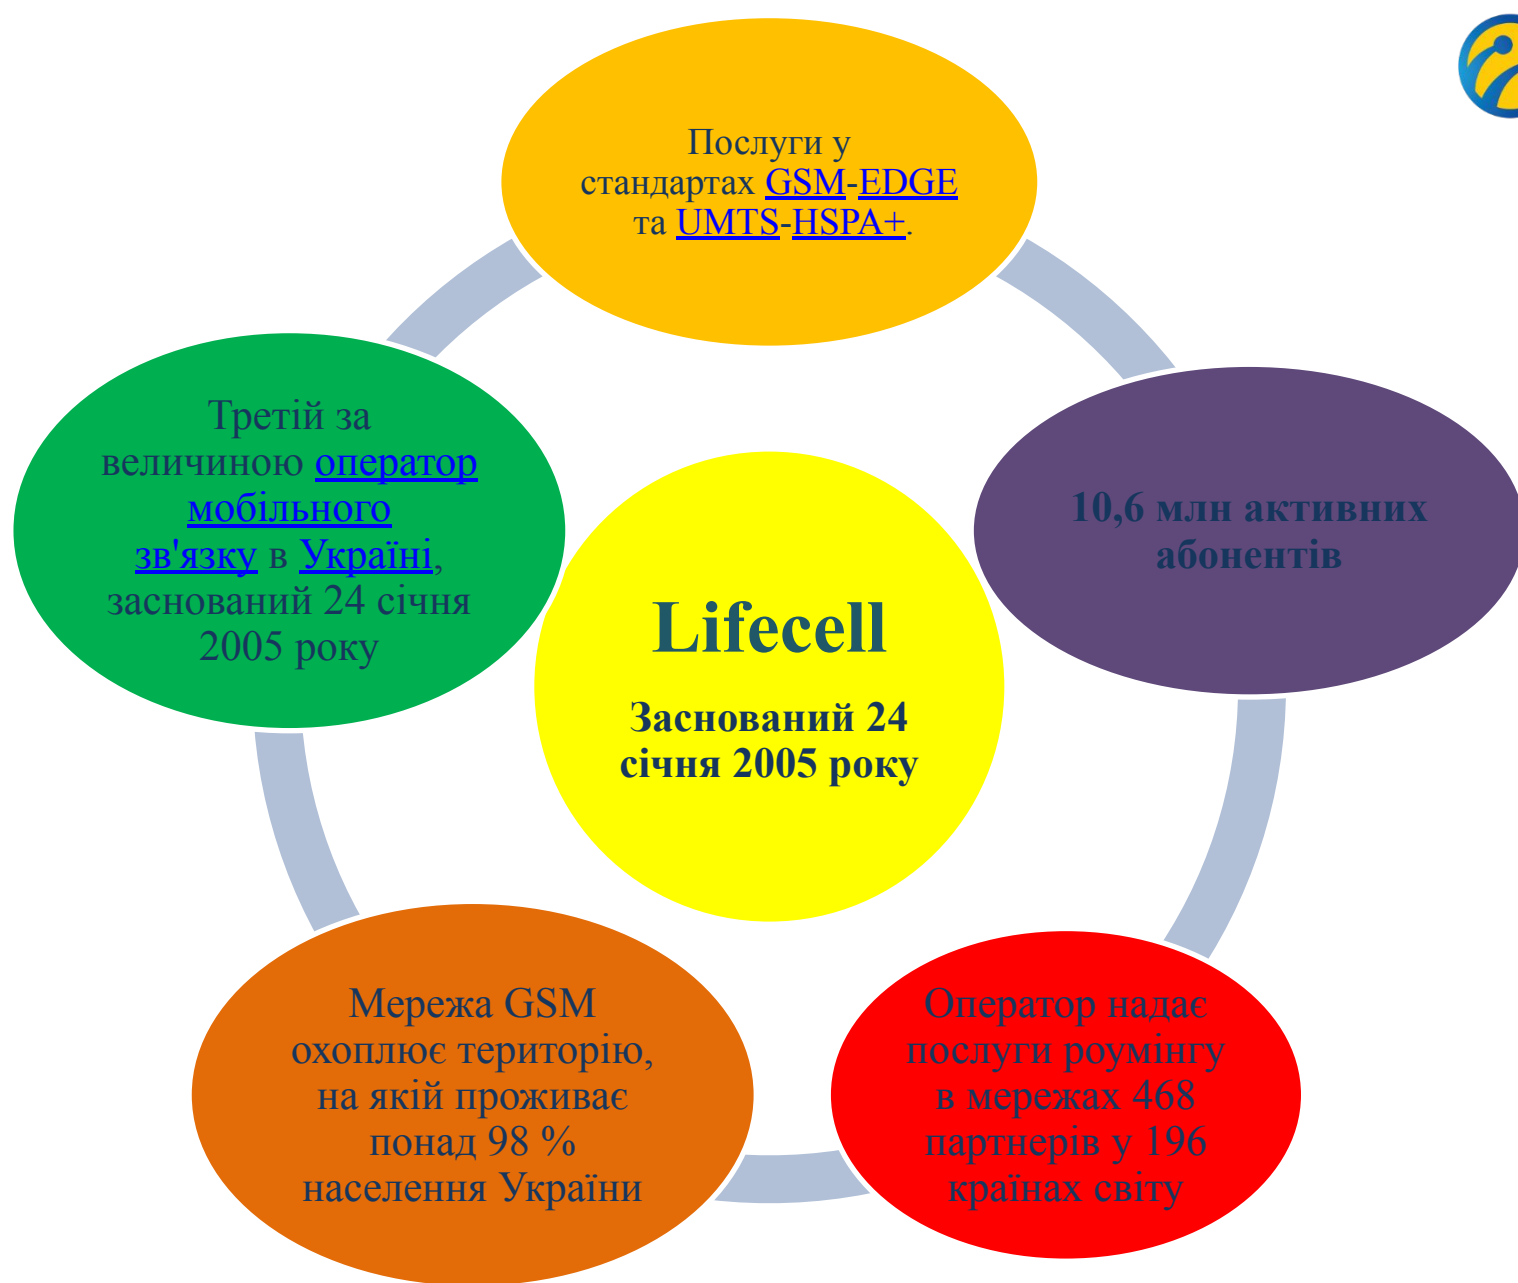 Послуги у
стандартах GSM-EDGE
та UMTS-HSPA+.
10,6 млн активних
абонентів
Оператор надає
послуги роумінгу
в мережах 468
партнерів у 196
країнах світу
Мережа GSM
охоплює територію,
на якій проживає
понад 98 %
населення України
Третій за
величиною оператор
мобільного
зв'язку в Україні,
заснований 24 січня
2005 року
Lifecell
Заснований 24
січня 2005 року